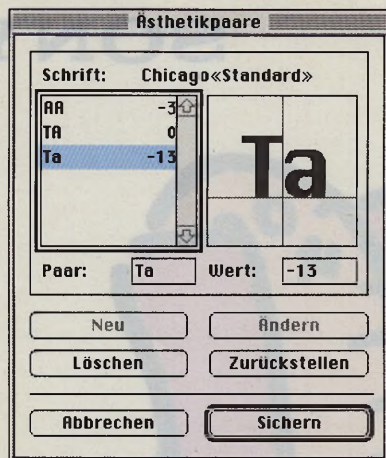 Ästhetikpaare
Schrift: Chicago«Standard»
AA -3
TA 0
Ta -13
Ta
Paar: Ta Wert: -13
Neu Ändern
Löschen Zurückstellen
Abbrechen Sichern